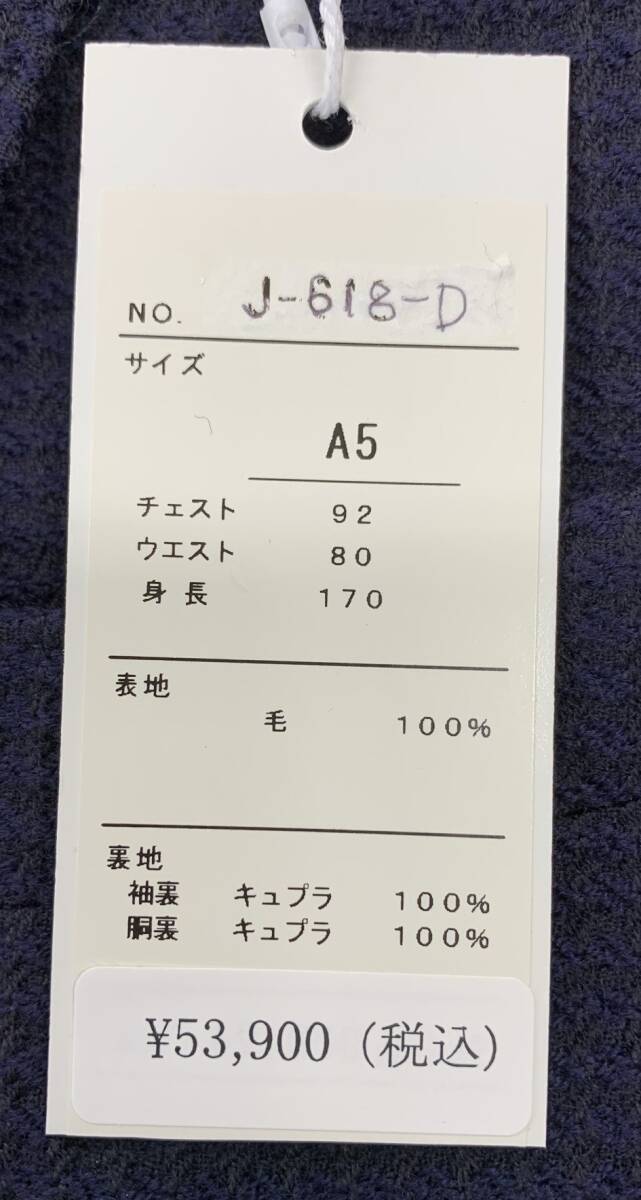 NO. J-618-D
サイズ
A5
チェスト 92
ウエスト 80
身長 170
表地
毛 100%
裏地
袖裏 キュプラ 100%
胴裏 キュプラ 100%
¥53,900 (税込)